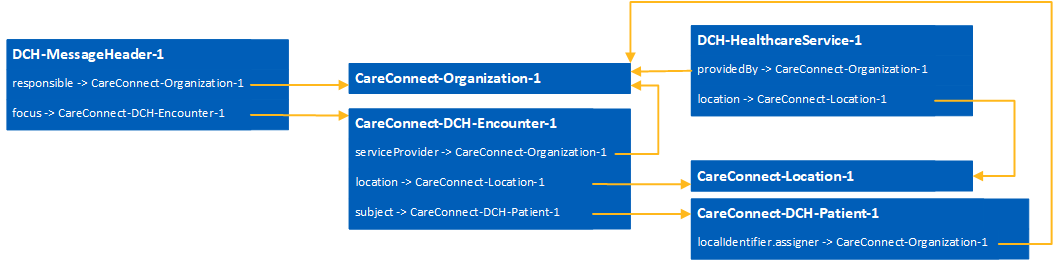 DCH-MessageHeader-1
responsible -> CareConnect-Organization-1
focus -> CareConnect-DCH-Encounter-1
CareConnect-Organization-1
CareConnect-DCH-Encounter-1
serviceProvider -> CareConnect-Organization-1
location -> CareConnect-Location-1
subject -> CareConnect-DCH-Patient-1
DCH-HealthcareService-1
providedBy -> CareConnect-Organization-1
location -> CareConnect-Location-1
CareConnect-Location-1
CareConnect-DCH-Patient-1
localIdentifier.assigner -> CareConnect-Organization-1